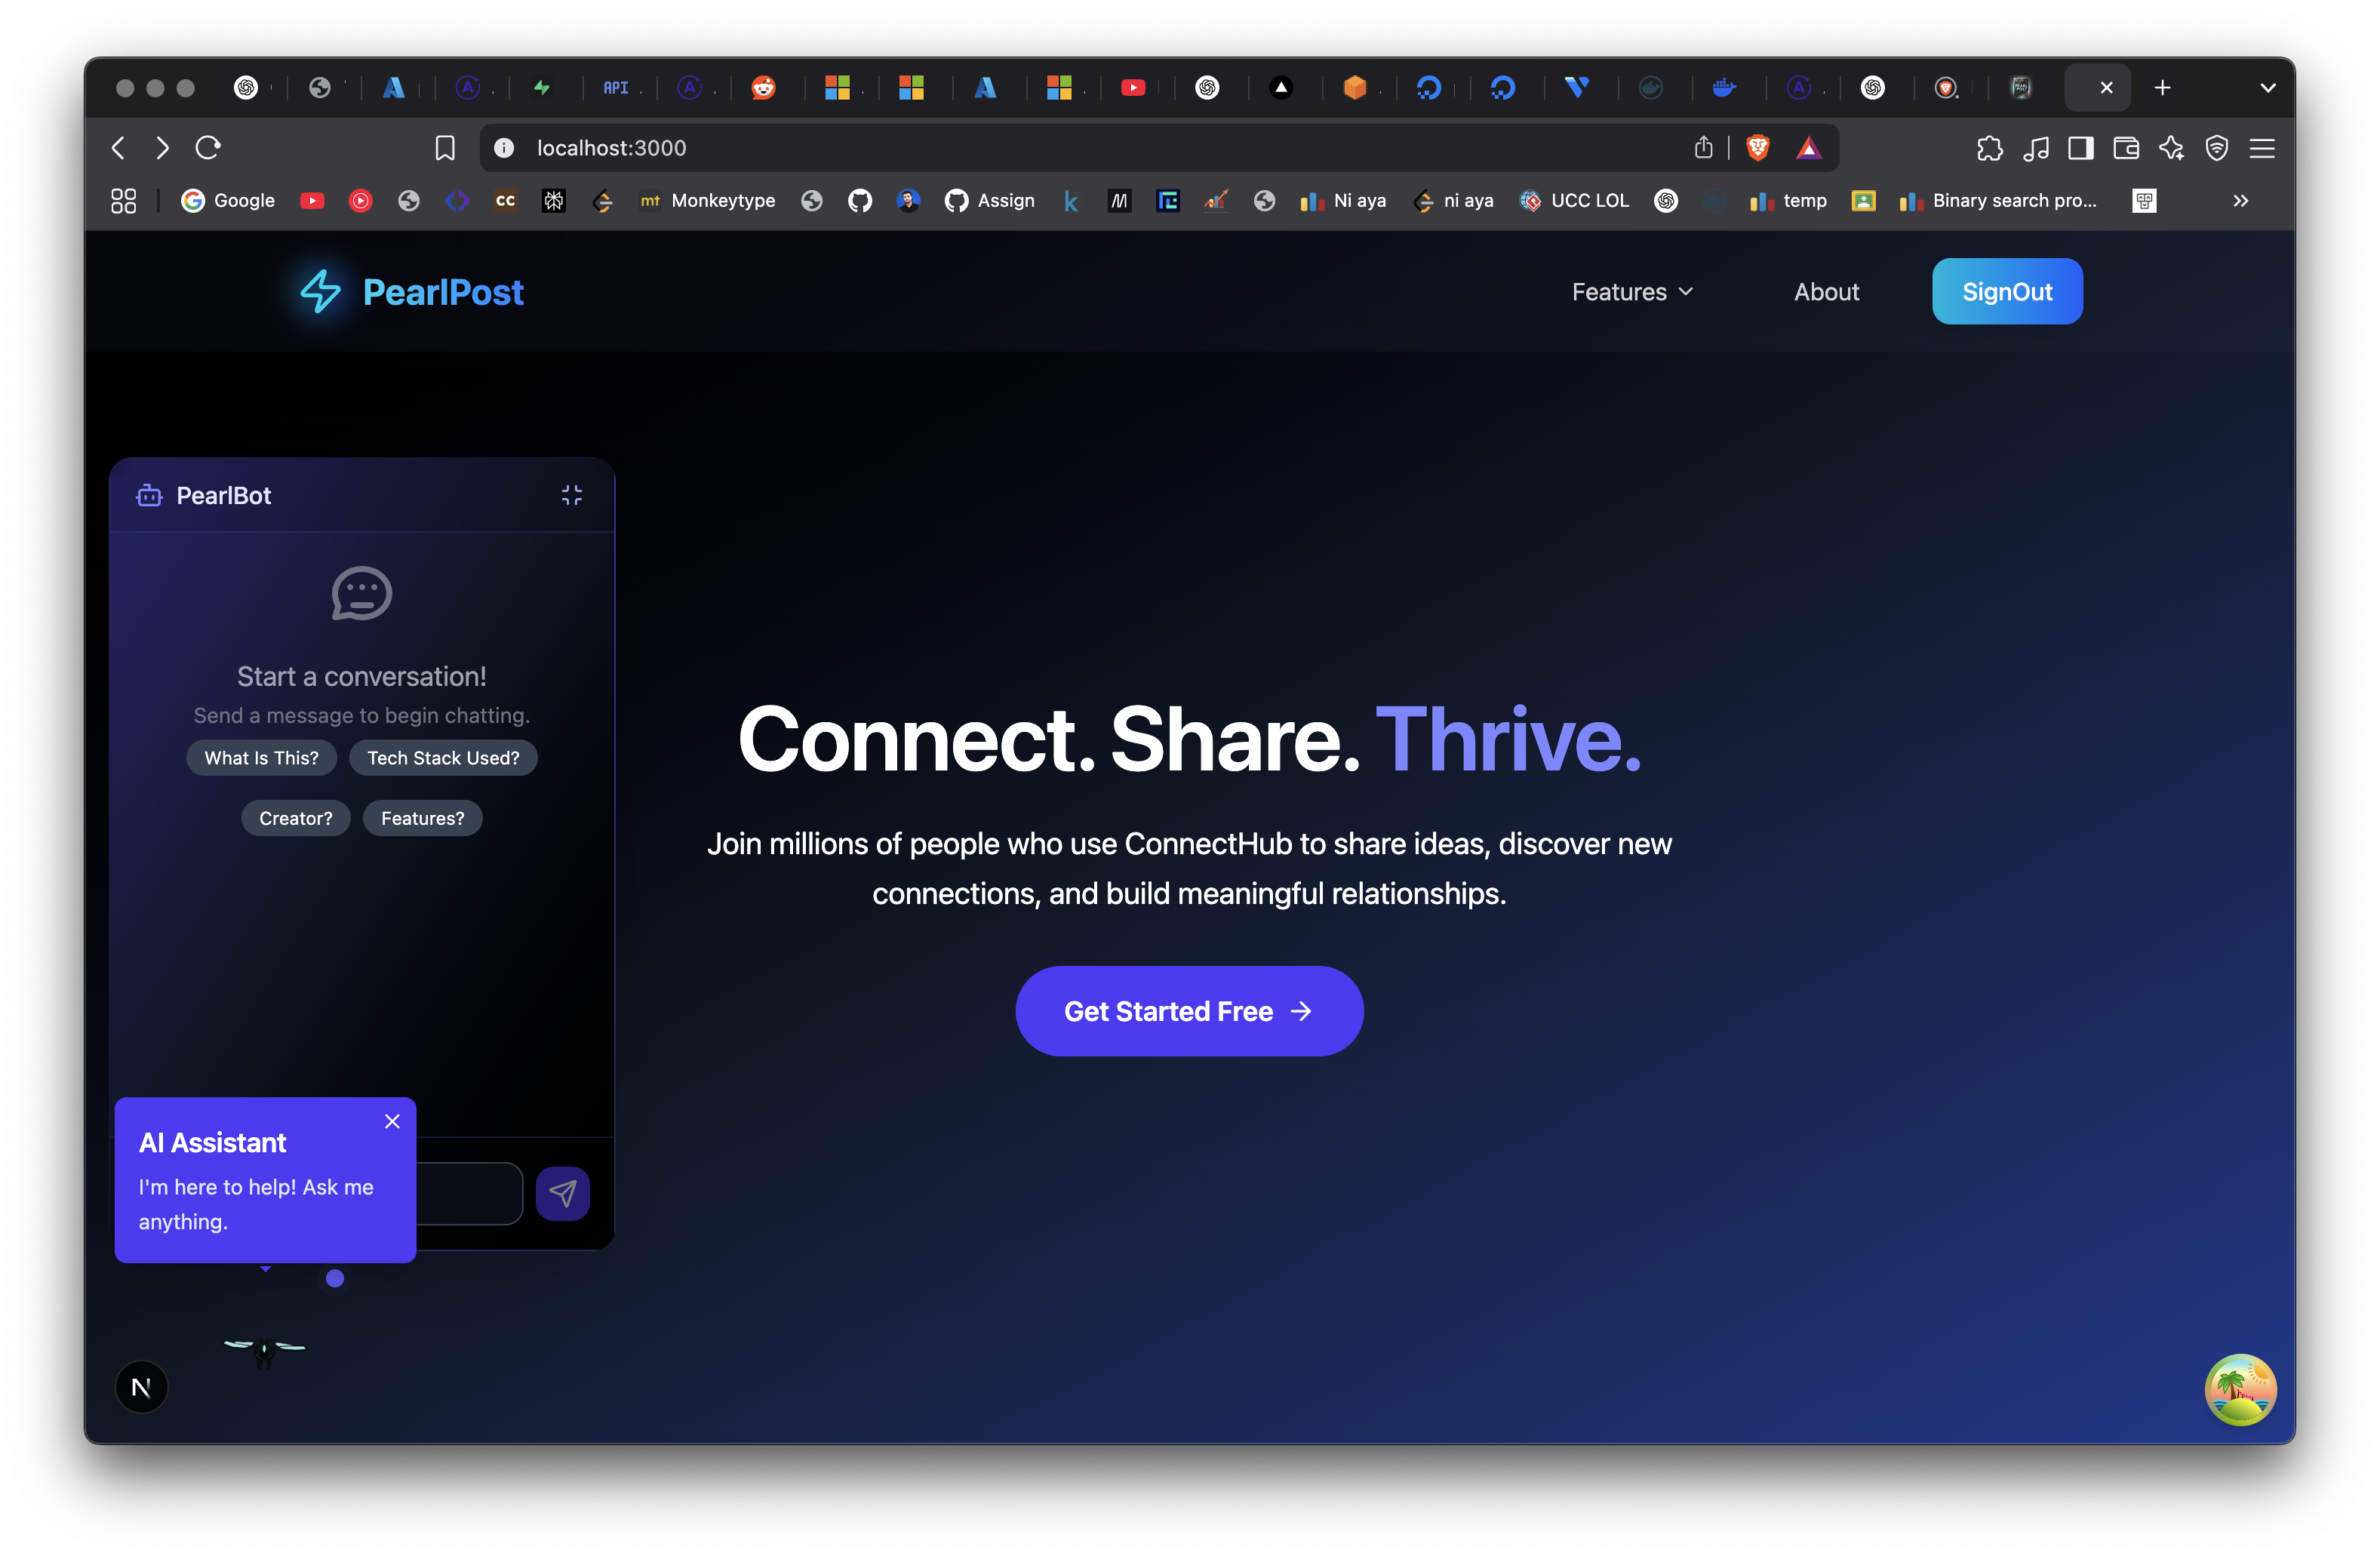 API
localhost:3000
Google
mt Monkeytype
CC
Assign
k
Ni aya
ni aya
UCC LOL
temp
Binary search pro...
PearlPost
Features
About
SignOut
PearlBot
Start a conversation!
Send a message to begin chatting.
What Is This?
Tech Stack Used?
Creator?
Features?
Connect. Share. Thrive.
Join millions of people who use ConnectHub to share ideas, discover new
connections, and build meaningful relationships.
Get Started Free →
AI Assistant
I'm here to help! Ask me
anything.
N